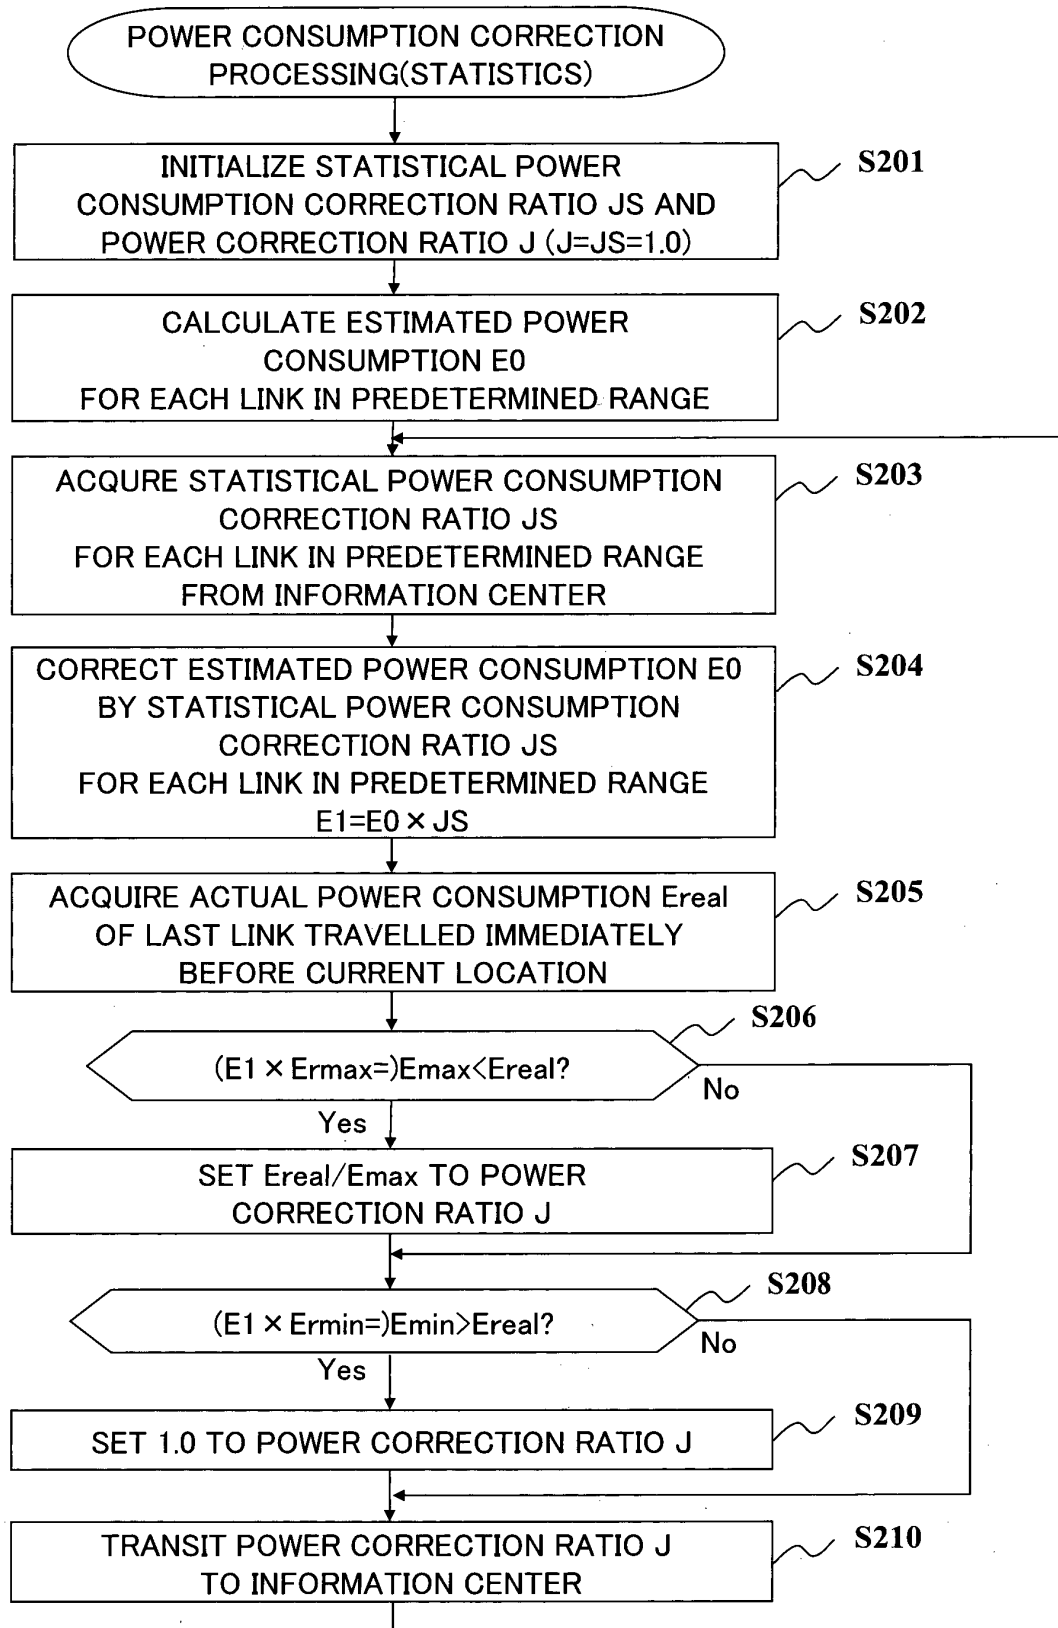 POWER CONSUMPTION CORRECTION
PROCESSING(STATISTICS)
INITIALIZE STATISTICAL POWER
CONSUMPTION CORRECTION RATIO JS AND
POWER CORRECTION RATIO J (J=JS=1.0)
S201
CALCULATE ESTIMATED POWER
CONSUMPTION E0
FOR EACH LINK IN PREDETERMINED RANGE
S202
ACQURE STATISTICAL POWER CONSUMPTION
CORRECTION RATIO JS
FOR EACH LINK IN PREDETERMINED RANGE
FROM INFORMATION CENTER
S203
CORRECT ESTIMATED POWER CONSUMPTION E0
BY STATISTICAL POWER CONSUMPTION
CORRECTION RATIO JS
FOR EACH LINK IN PREDETERMINED RANGE
E1=E0 × JS
S204
ACQUIRE ACTUAL POWER CONSUMPTION Ereal
OF LAST LINK TRAVELLED IMMEDIATELY
BEFORE CURRENT LOCATION
S205
(E1 × Ermax=)Emax<Ereal?
S206
No
Yes
SET Ereal/Emax TO POWER
CORRECTION RATIO J
S207
(E1 × Ermin=)Emin>Ereal?
S208
No
Yes
SET 1.0 TO POWER CORRECTION RATIO J
S209
TRANSIT POWER CORRECTION RATIO J
TO INFORMATION CENTER
S210